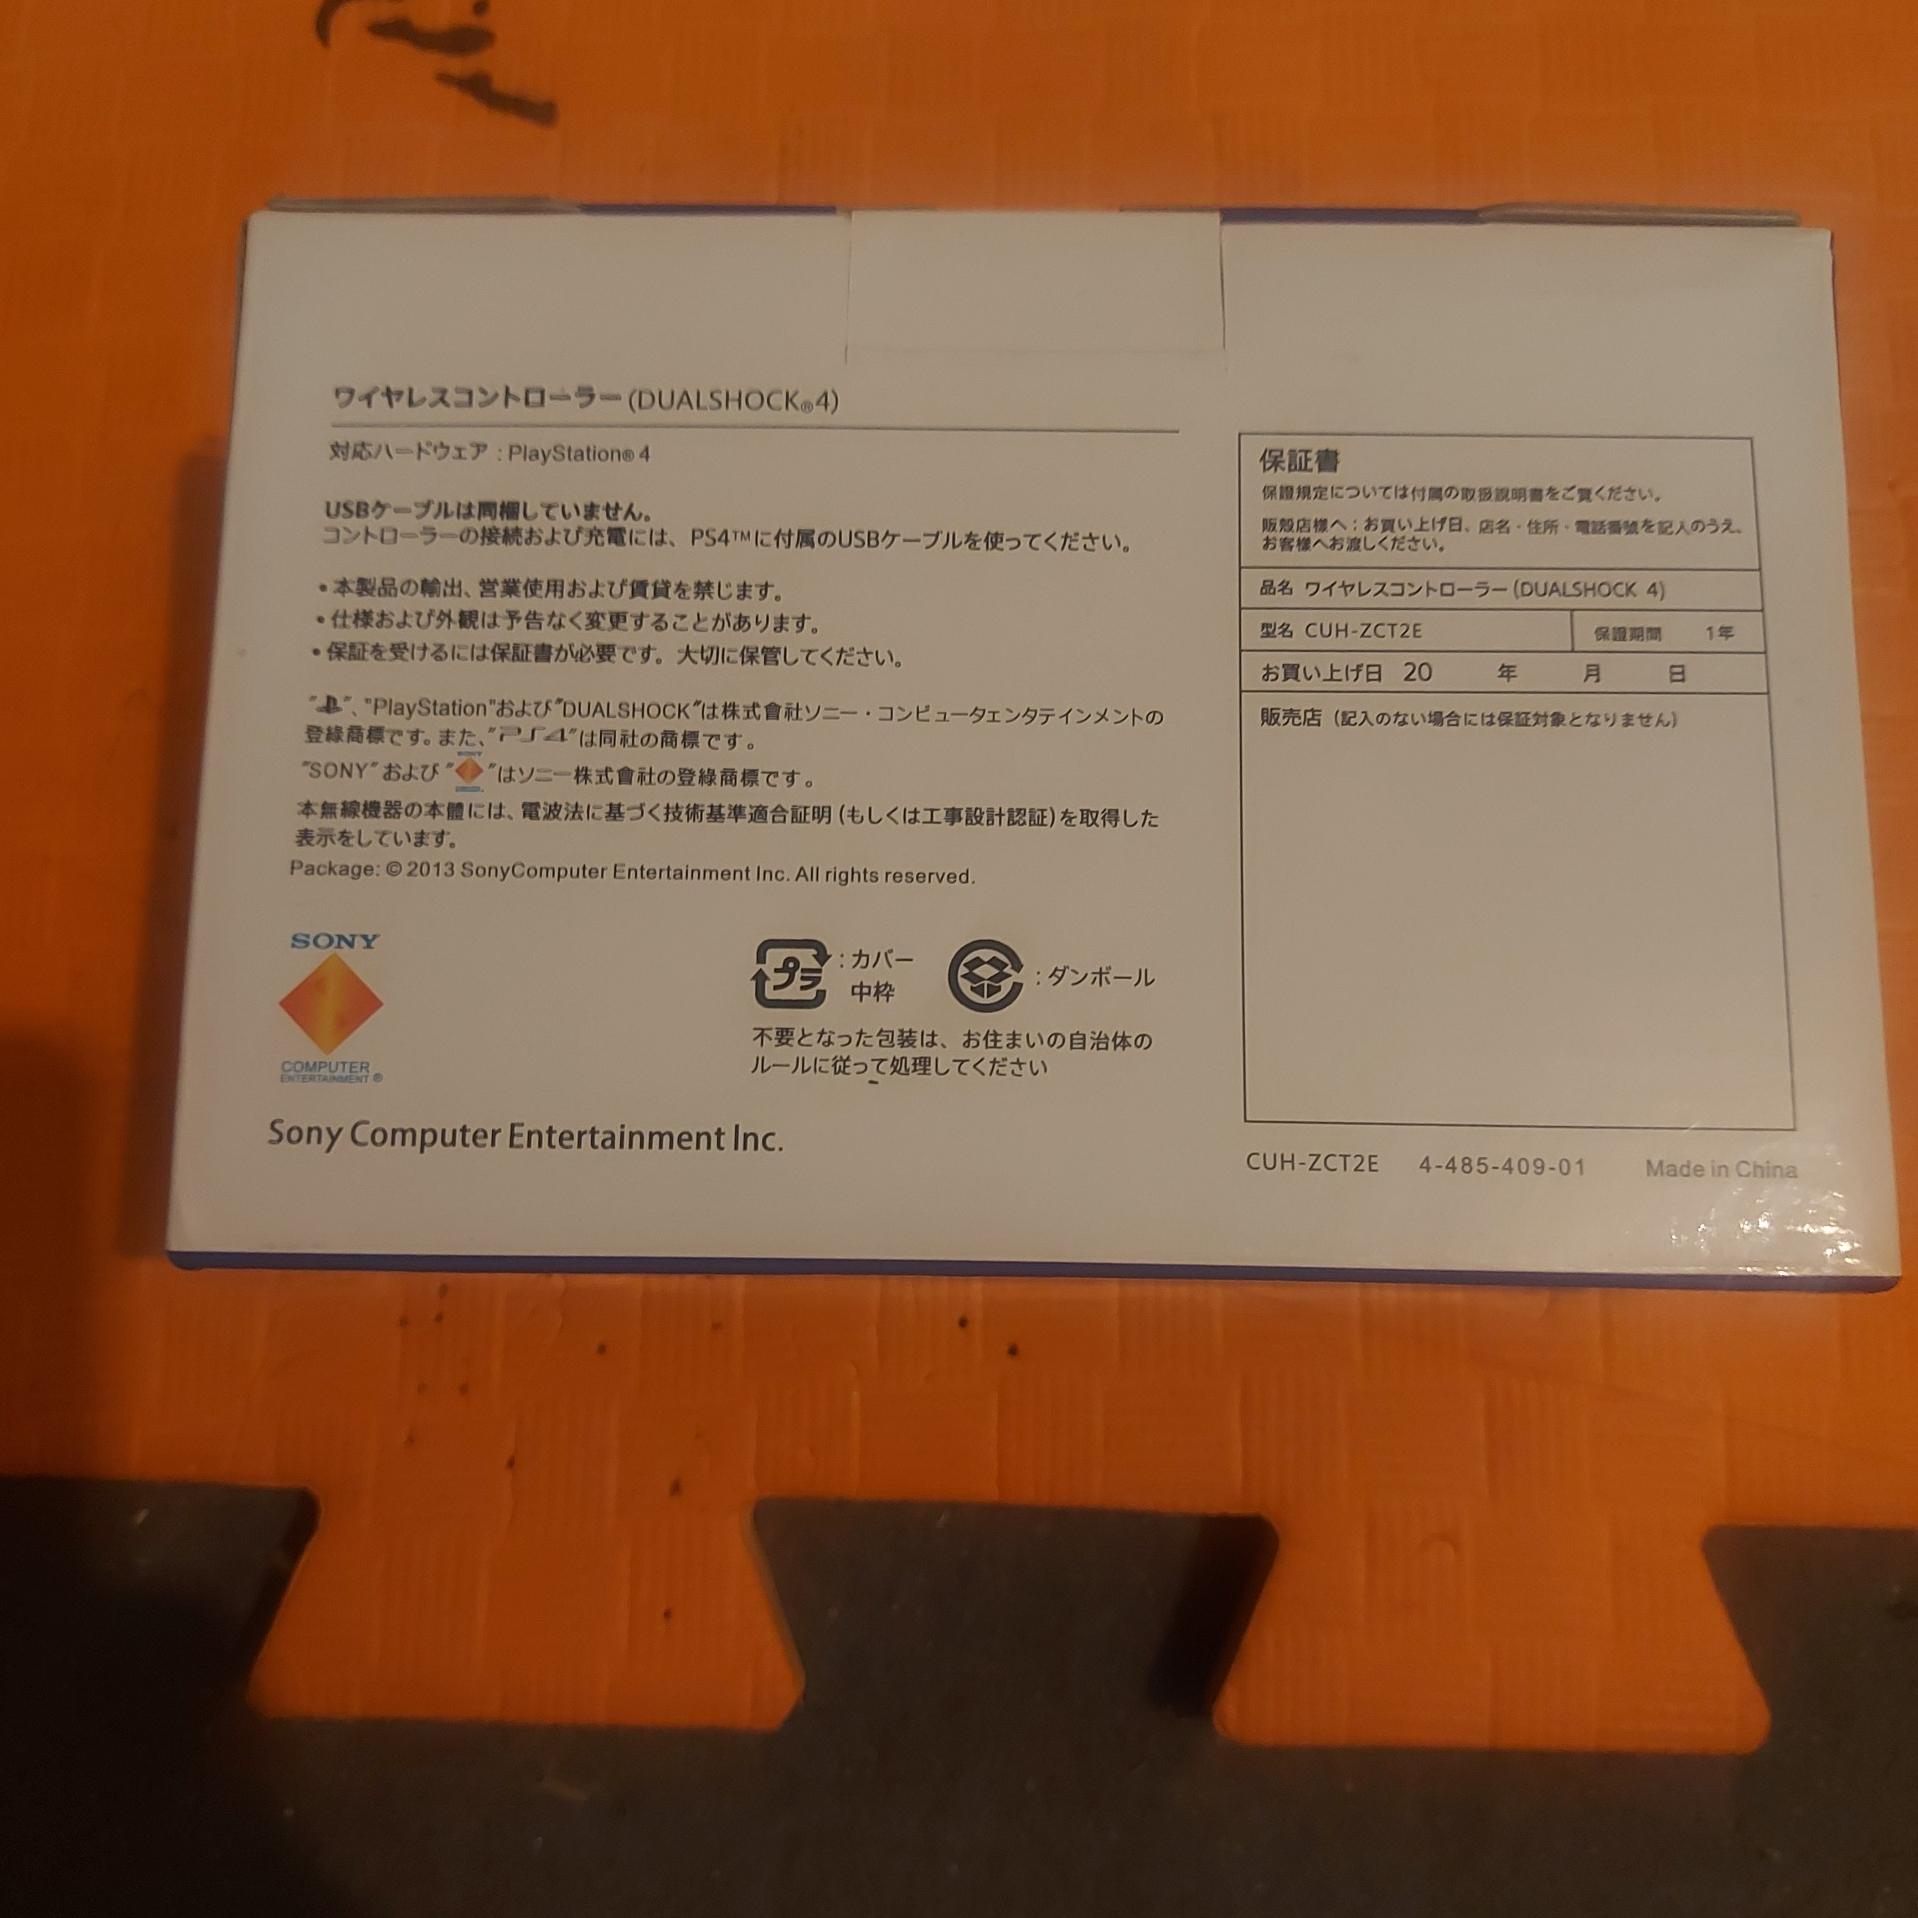 ワイヤレスコントローラー(DUALSHOCK®4)
対応ハードウェア : PlayStation®4
USBケーブルは同梱していません。
コントローラーの接続および充電には、PS4™に付属のUSBケーブルを使ってください。
•本製品の輸出、営業使用および賃貸を禁じます。
•仕様および外観は予告なく変更することがあります。
•保証を受けるには保証書が必要です。大切に保管してください。
“ ”、“PlayStation”および“DUALSHOCK”は株式會社ソニー・コンピュータェンタテインメントの
登緑商標です。また、“PS4”は同社の商標です。
“SONY”および“ ”はソニー株式會社の登緑商標です。
本無線機器の本體には、電波法に基づく技術基準適合証明(もしくは工事設計認証)を取得した
表示をしています。
Package: © 2013 SonyComputer Entertainment Inc. All rights reserved.
SONY
COMPUTER
ENTERTAINMENT ®
プラ : カバー
中枠
: ダンボール
不要となった包装は、お住まいの自治体の
ルールに従って処理してください
Sony Computer Entertainment Inc.
保証書
保證規定については付属の取扱説明書をご覧ください。
販殻店様へ : お買い上げ日、店名・住所・電話番號を記人のうえ、
お客様へお渡しください。
品名 ワイヤレスコントローラー(DUALSHOCK 4)
型名 CUH-ZCT2E 保證期間 1年
お買い上げ日 20 年 月 日
販売店 (記入のない場合には保証対象となりません)
CUH-ZCT2E 4-485-409-01 Made in China